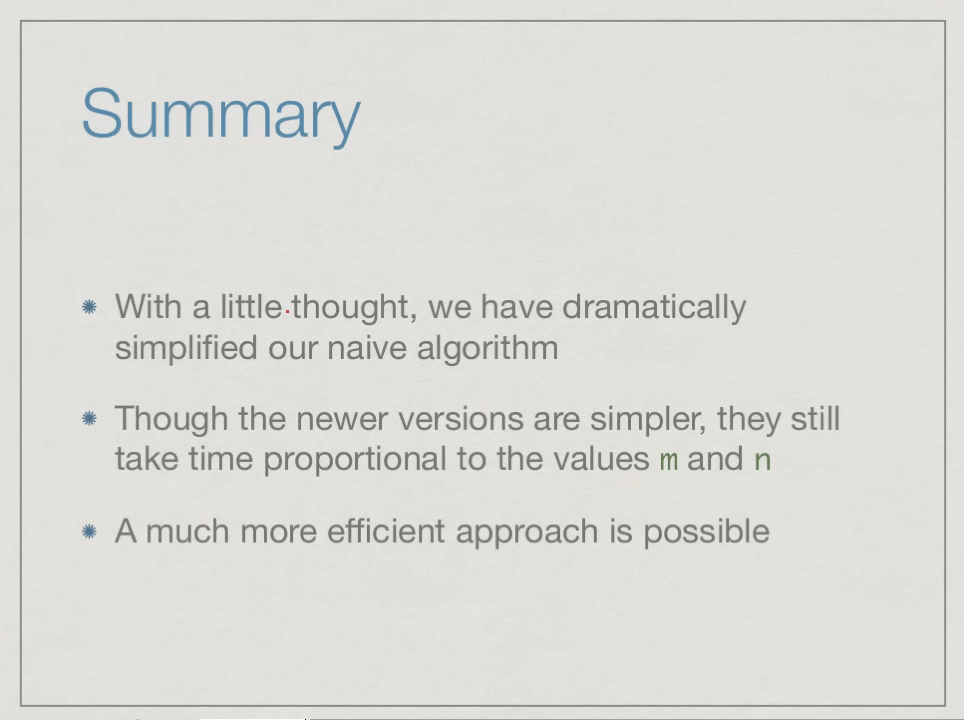 Summary
With a little thought, we have dramatically
simplified our naive algorithm
Though the newer versions are simpler, they still
take time proportional to the values m and n
A much more efficient approach is possible